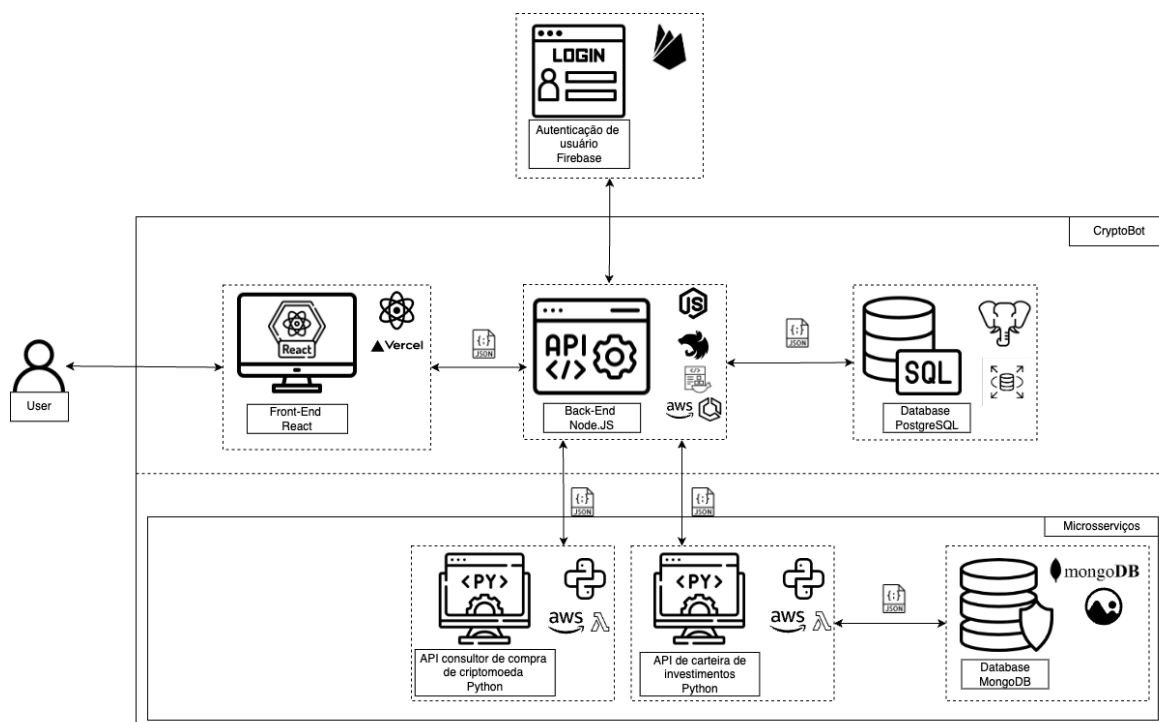 LOGIN
Autenticação de
usuário
Firebase
CryptoBot
React
Vercel
Front-End
React
{;}
JSON
API
</>
Back-End
Node.JS
JS
</>
aws
{;}
JSON
SQL
Database
PostgreSQL
User
{;}
JSON
{;}
JSON
Microsserviços
<PY>
aws
API consultor de compra
de criptomoeda
Python
<PY>
aws
API de carteira de
investimentos
Python
{;}
JSON
mongoDB
Database
MongoDB